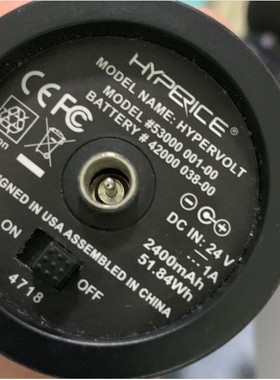 HYPERICE®
MODEL NAME: HYPERVOLT
MODEL #53000 001-00
BATTERY #42000 038-00
DC IN: 24 V
1A
2400mAh
51.84Wh
CE FC
IGNED IN USA ASSEMBLED IN CHINA
ON
OFF
4718